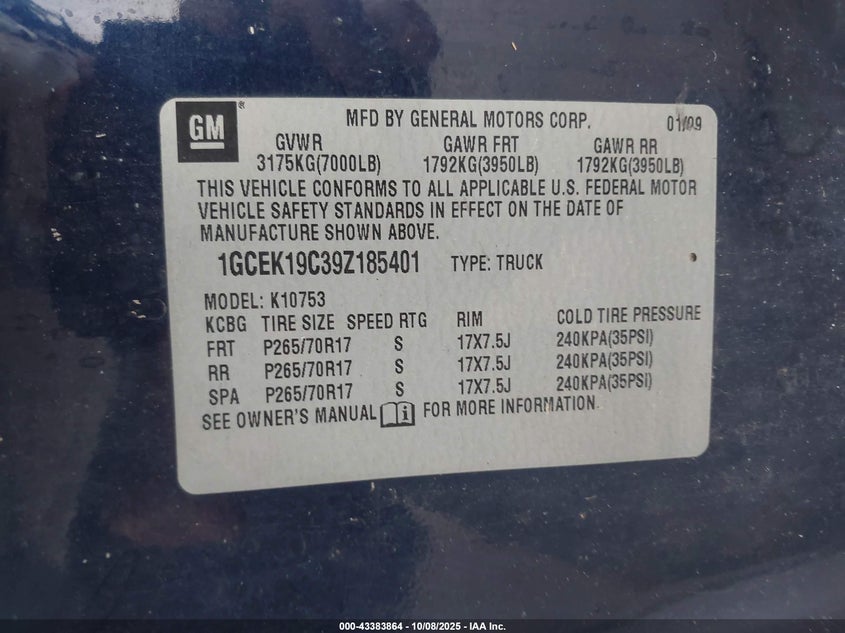 GM
MFD BY GENERAL MOTORS CORP. 01/09
GVWR GAWR FRT GAWR RR
3175KG(7000LB) 1792KG(3950LB) 1792KG(3950LB)
THIS VEHICLE CONFORMS TO ALL APPLICABLE U.S. FEDERAL MOTOR
VEHICLE SAFETY STANDARDS IN EFFECT ON THE DATE OF
MANUFACTURE SHOWN ABOVE.
1GCEK19C39Z185401 TYPE: TRUCK
MODEL: K10753
KCBG TIRE SIZE SPEED RTG RIM COLD TIRE PRESSURE
FRT P265/70R17 S 17X7.5J 240KPA(35PSI)
RR P265/70R17 S 17X7.5J 240KPA(35PSI)
SPA P265/70R17 S 17X7.5J 240KPA(35PSI)
SEE OWNER'S MANUAL FOR MORE INFORMATION.
000-43383864 - 10/08/2025 - IAA Inc.